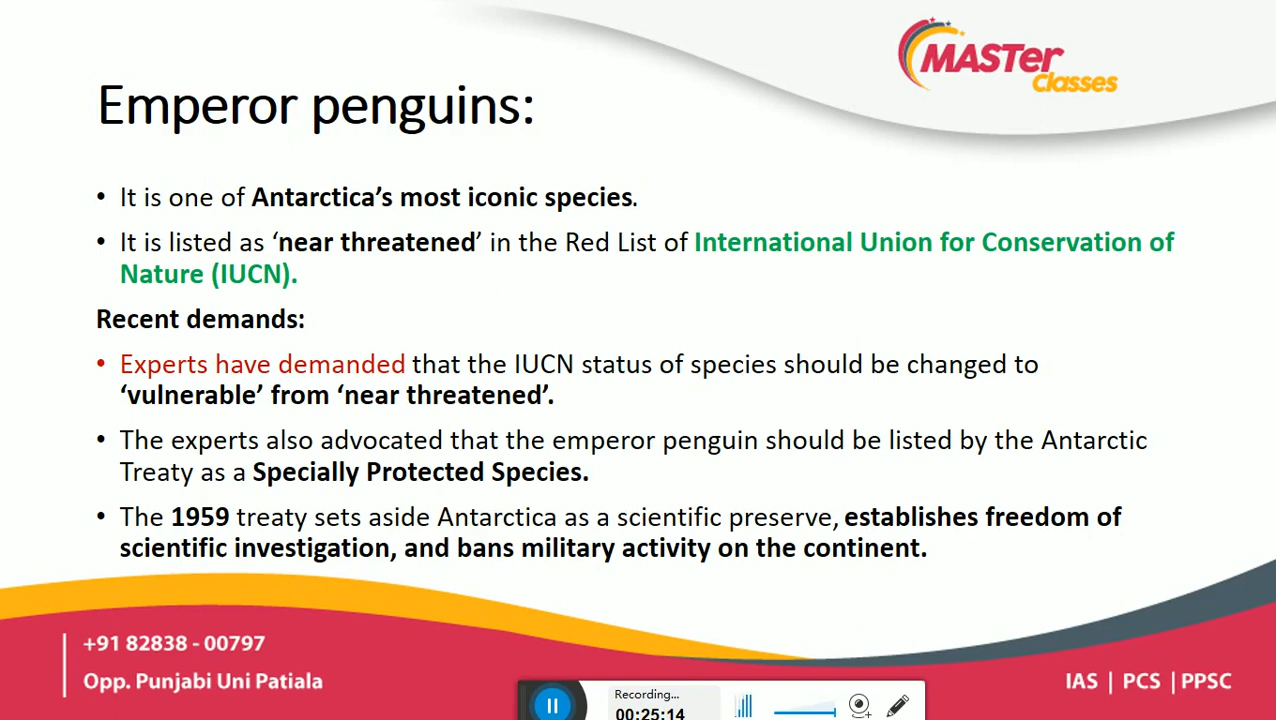 MASTer
Classes
Emperor penguins:
• It is one of Antarctica's most iconic species.
• It is listed as 'near threatened' in the Red List of International Union for Conservation of
Nature (IUCN).
Recent demands:
• Experts have demanded that the IUCN status of species should be changed to
'vulnerable' from 'near threatened'.
• The experts also advocated that the emperor penguin should be listed by the Antarctic
Treaty as a Specially Protected Species.
• The 1959 treaty sets aside Antarctica as a scientific preserve, establishes freedom of
scientific investigation, and bans military activity on the continent.
+91 82838 - 00797
Opp. Punjabi Uni Patiala
IAS | PCS | PPSC
Recording...
00:25:14